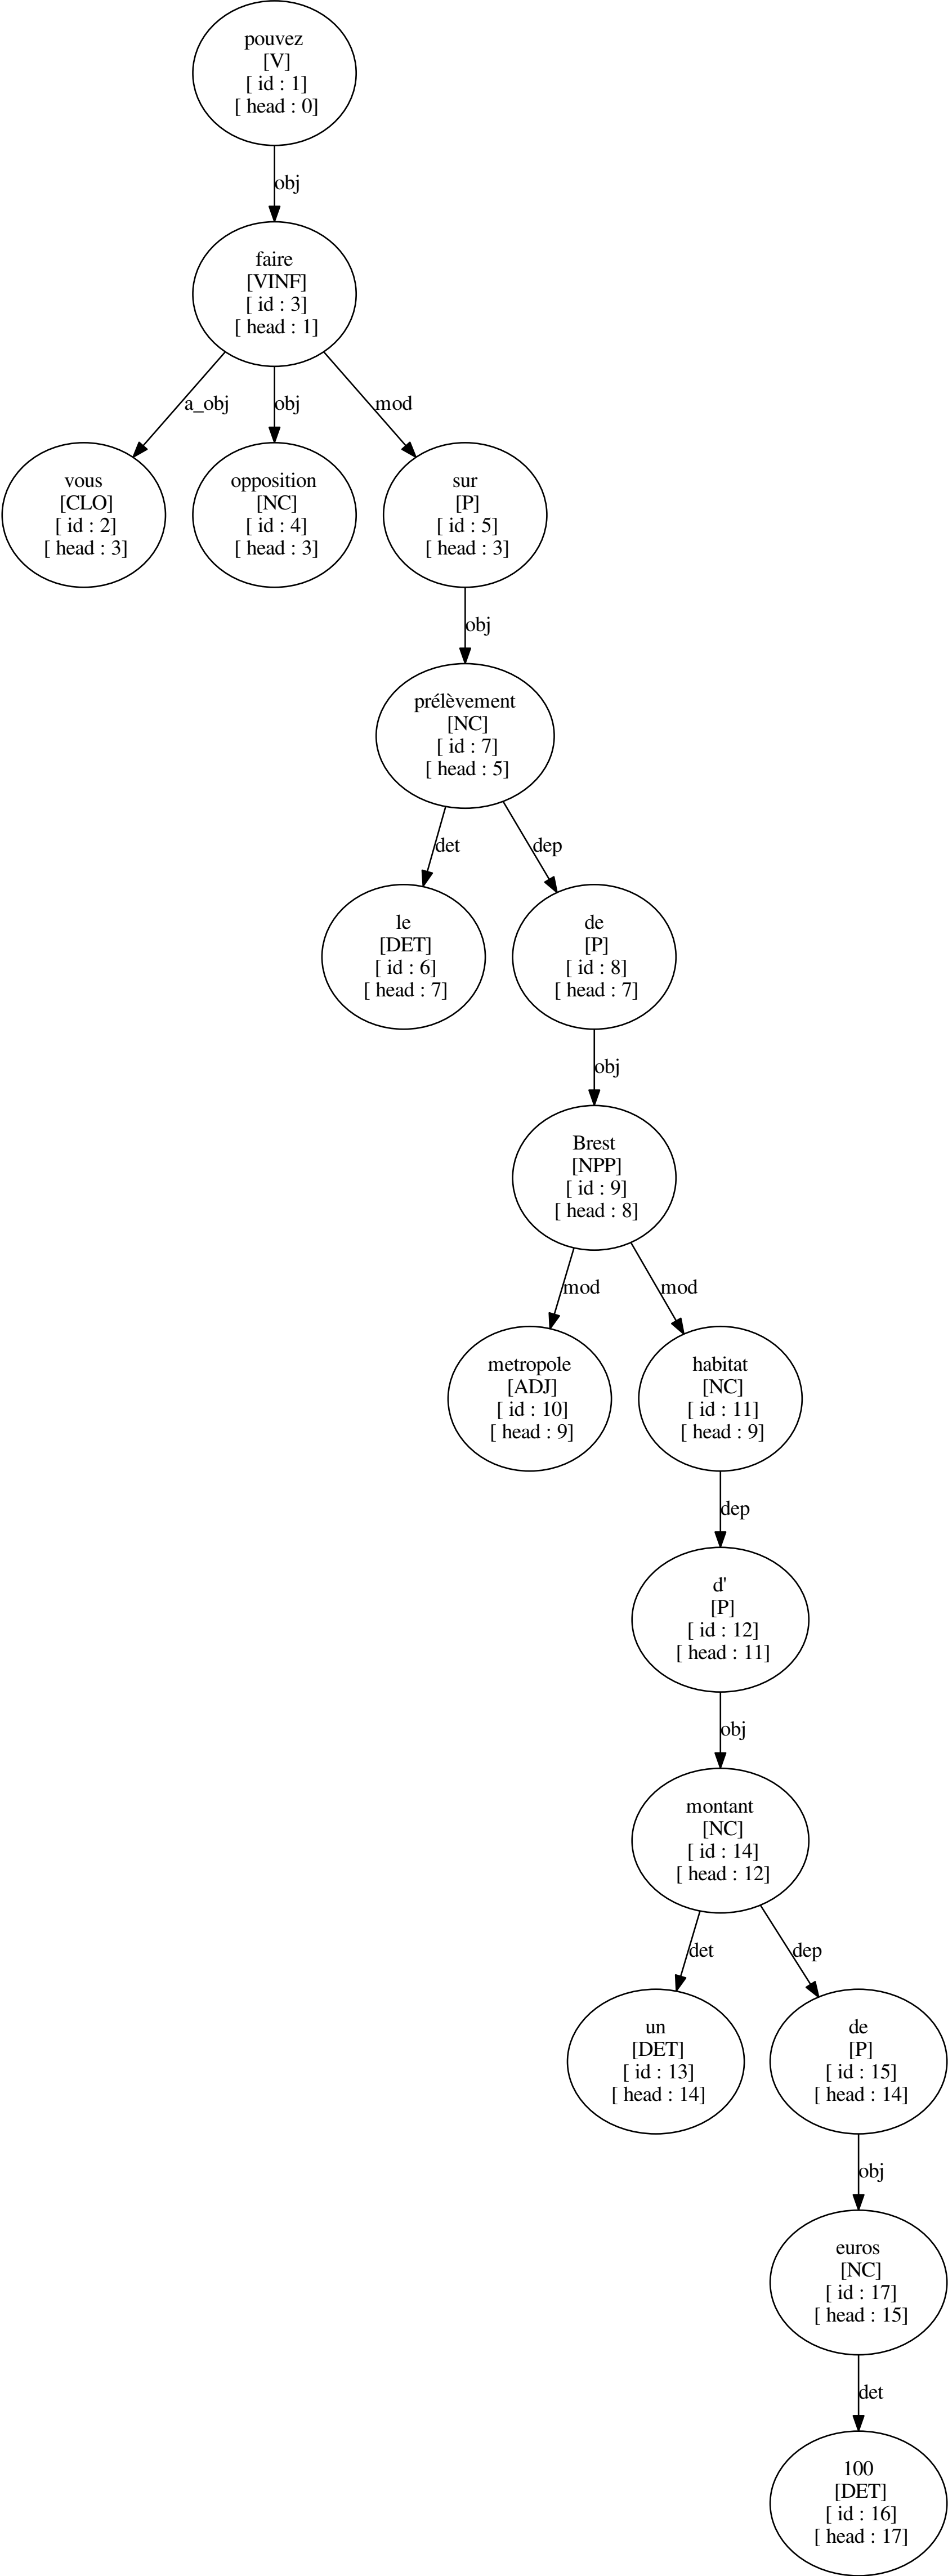 pouvez
[V]
[ id : 1]
[ head : 0]
obj
faire
[VINF]
[ id : 3]
[ head : 1]
a_obj
obj
mod
vous
[CLO]
[ id : 2]
[ head : 3]
opposition
[NC]
[ id : 4]
[ head : 3]
sur
[P]
[ id : 5]
[ head : 3]
obj
prélèvement
[NC]
[ id : 7]
[ head : 5]
det
dep
le
[DET]
[ id : 6]
[ head : 7]
de
[P]
[ id : 8]
[ head : 7]
obj
Brest
[NPP]
[ id : 9]
[ head : 8]
mod
mod
metropole
[ADJ]
[ id : 10]
[ head : 9]
habitat
[NC]
[ id : 11]
[ head : 9]
dep
d'
[P]
[ id : 12]
[ head : 11]
obj
montant
[NC]
[ id : 14]
[ head : 12]
det
dep
un
[DET]
[ id : 13]
[ head : 14]
de
[P]
[ id : 15]
[ head : 14]
obj
euros
[NC]
[ id : 17]
[ head : 15]
det
100
[DET]
[ id : 16]
[ head : 17]